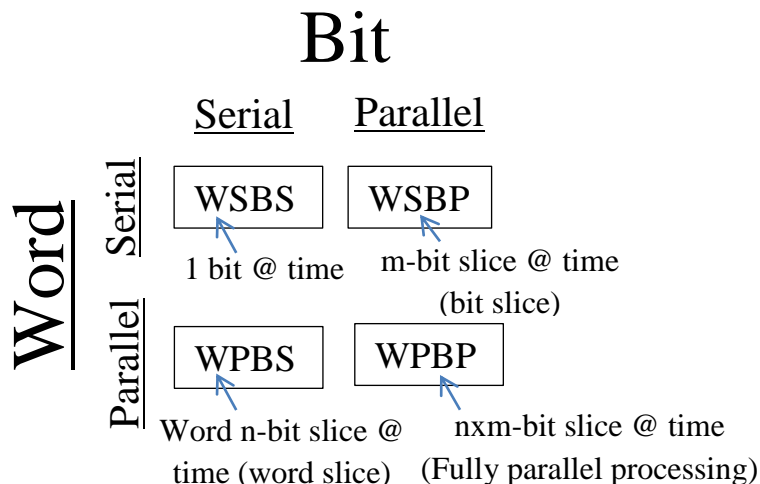 Bit
Serial Parallel
Word
Serial
WSBS WSBP
1 bit @ time
m-bit slice @ time
(bit slice)
Parallel
WPBS WPBP
Word n-bit slice @
time (word slice)
nxm-bit slice @ time
(Fully parallel processing)